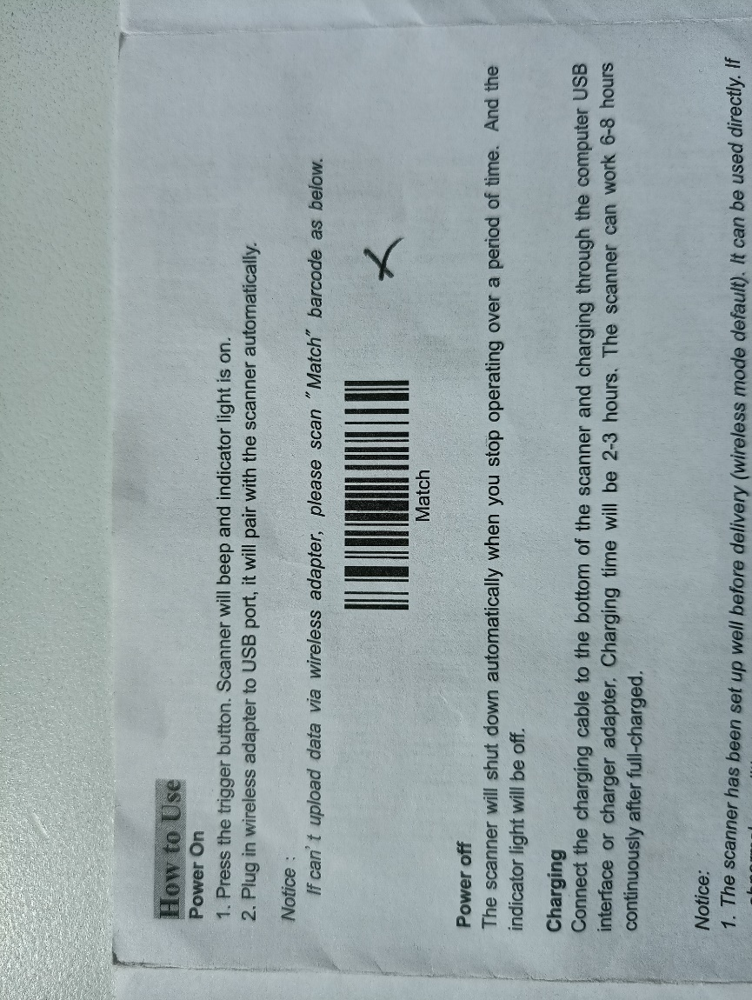 How to Use
Power On
1. Press the trigger button. Scanner will beep and indicator light is on.
2. Plug in wireless adapter to USB port, it will pair with the scanner automatically.
Notice :
If can't upload data via wireless adapter, please scan "Match" barcode as below.
Match
Power off
The scanner will shut down automatically when you stop operating over a period of time. And the
indicator light will be off.
Charging
Connect the charging cable to the bottom of the scanner and charging through the computer USB
interface or charger adapter. Charging time will be 2-3 hours. The scanner can work 6-8 hours
continuously after full-charged.
Notice:
1. The scanner has been set up well before delivery (wireless mode default). It can be used directly. If